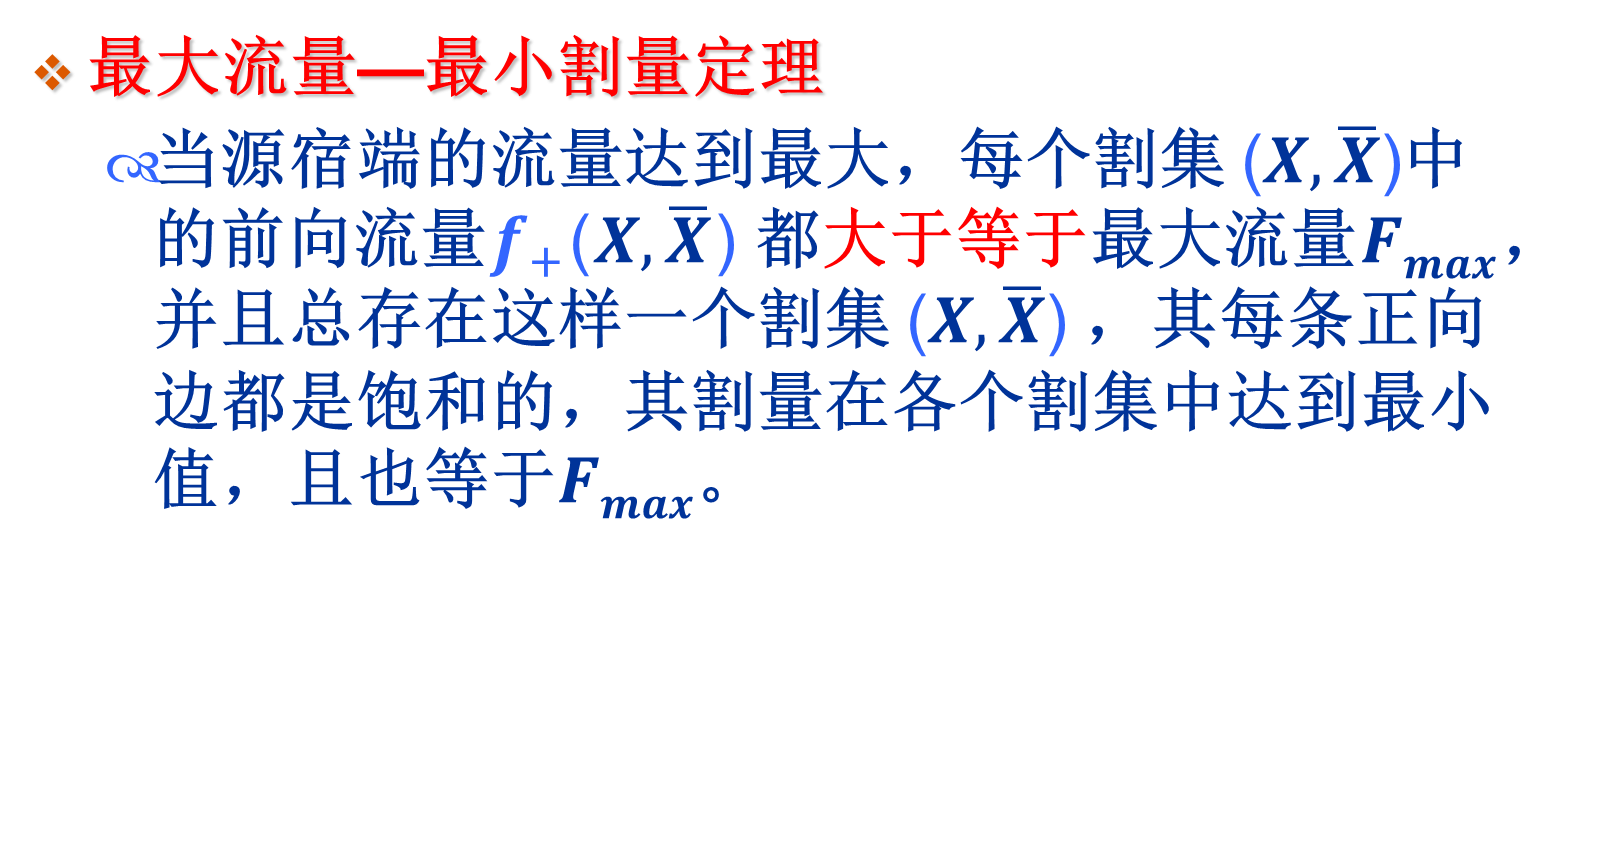 最大流量—最小割量定理
当源宿端的流量达到最大，每个割集(X, X̅)中
的前向流量f₊(X, X̅)都大于等于最大流量F_max，
并且总存在这样一个割集(X, X̅)，其每条正向
边都是饱和的，其割量在各个割集中达到最小
值，且也等于F_max。